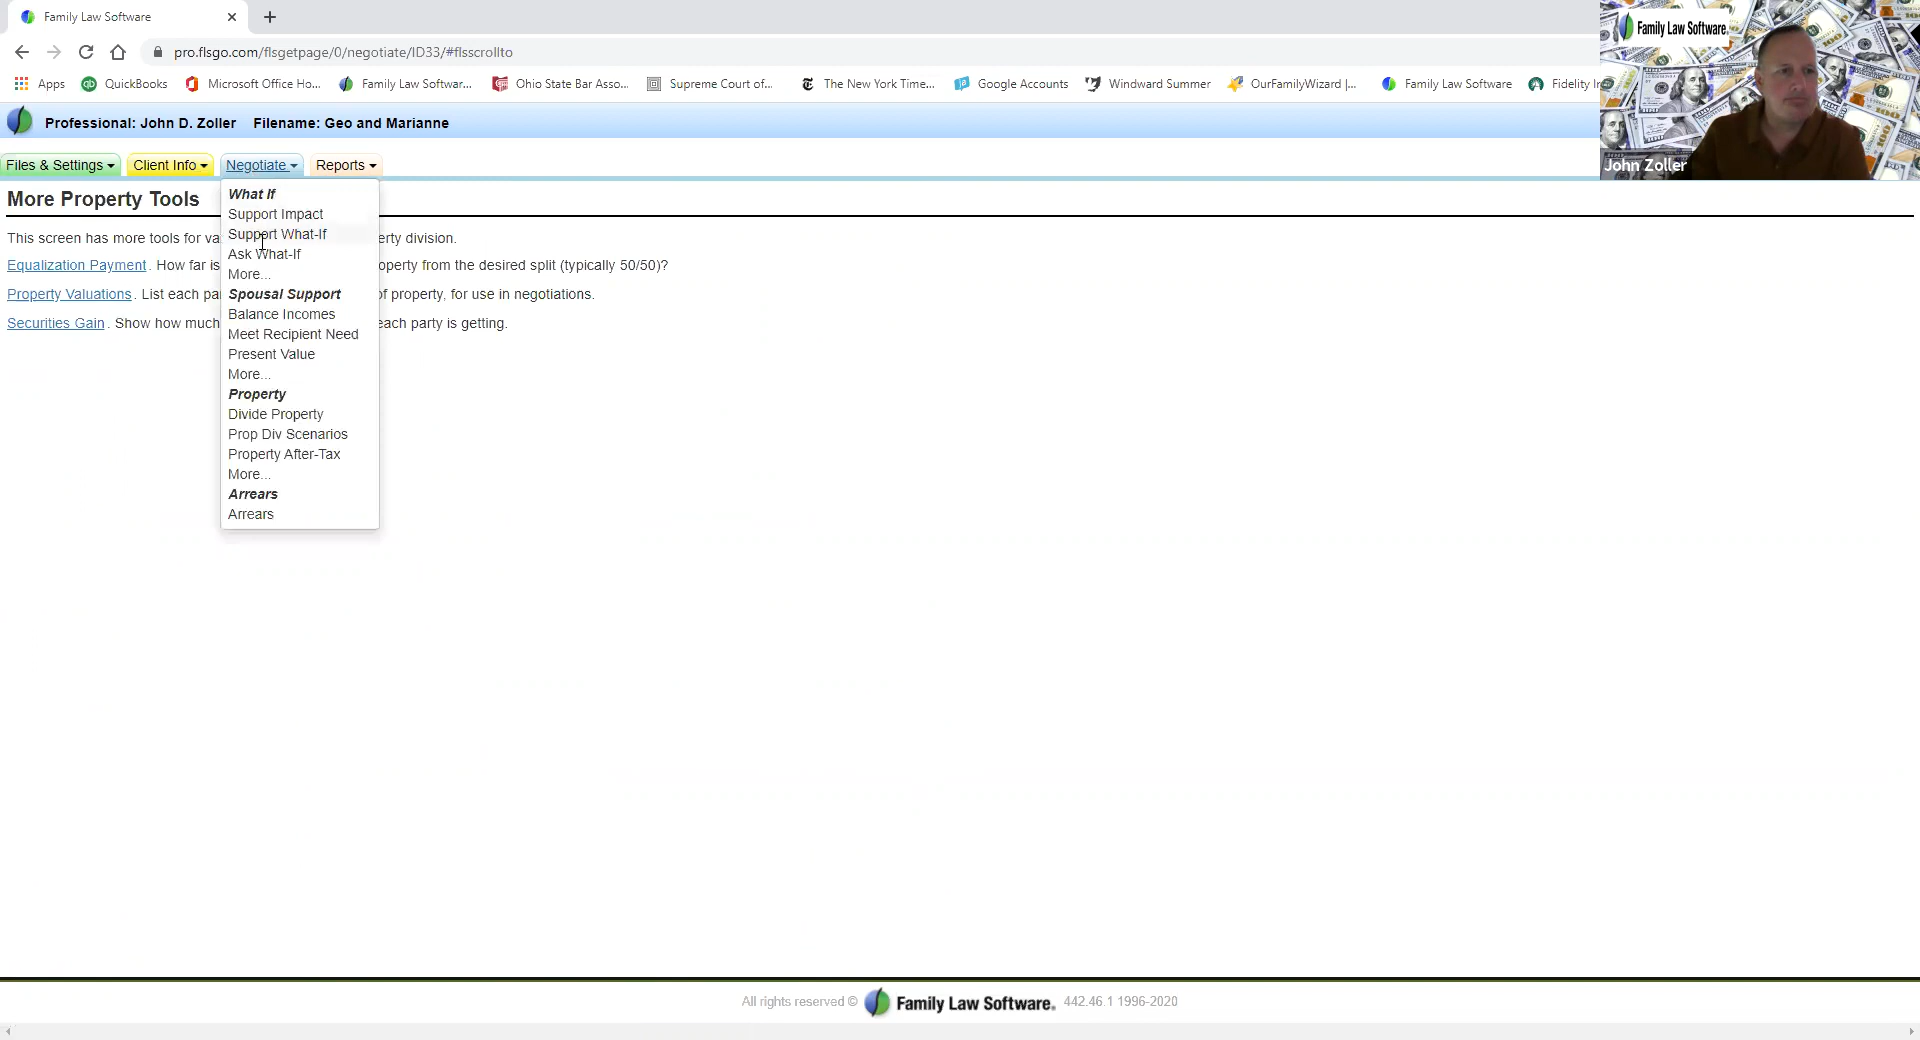 Family Law Software
pro.flsgo.com/flsgetpage/0/negotiate/ID33/#flsscrollto
Apps
QuickBooks
Microsoft Office Ho...
Family Law Softwar...
Ohio State Bar Asso...
Supreme Court of...
The New York Time...
Google Accounts
Windward Summer
OurFamilyWizard |...
Family Law Software
Fidelity
Family Law Software
John Zoller
Professional: John D. Zoller Filename: Geo and Marianne
Files & Settings
Client Info
Negotiate
Reports
More Property Tools
This screen has more tools for
erty division.
Equalization Payment. How far is
operty from the desired split (typically 50/50)?
Property Valuations. List each
of property, for use in negotiations.
Securities Gain. Show how much
each party is getting.
What If
Support Impact
Support What-If
Ask What-If
More...
Spousal Support
Balance Incomes
Meet Recipient Need
Present Value
More...
Property
Divide Property
Prop Div Scenarios
Property After-Tax
More...
Arrears
Arrears
All rights reserved © Family Law Software. 442.46.1 1996-2020